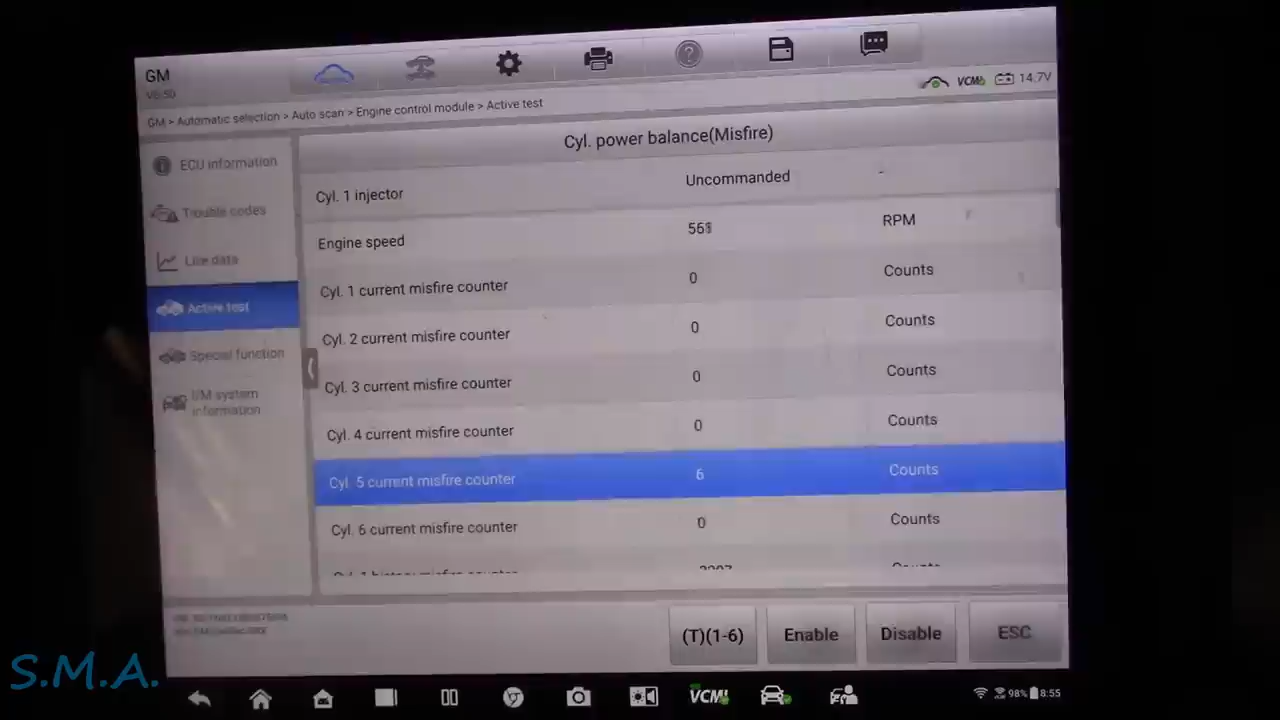 GM
14.7V
VCMI
GM > Automatic selection > Auto scan > Engine control module > Active test
Cyl. power balance(Misfire)
ECU information
Trouble codes
Live data
Active test
Special function
I/M system
information
Cyl. 1 injector Uncommanded
Engine speed RPM
Cyl. 1 current misfire counter 0 Counts
Cyl. 2 current misfire counter 0 Counts
Cyl. 3 current misfire counter 0 Counts
Cyl. 4 current misfire counter 0 Counts
Cyl. 5 current misfire counter 6 Counts
Cyl. 6 current misfire counter 0 Counts
(T)(1-6) Enable Disable ESC
S.M.A.
VCMI 98% 8:55